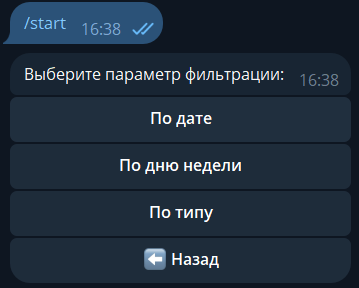 /start 16:38
Выберите параметр фильтрации: 16:38
По дате
По дню недели
По типу
⬅️ Назад